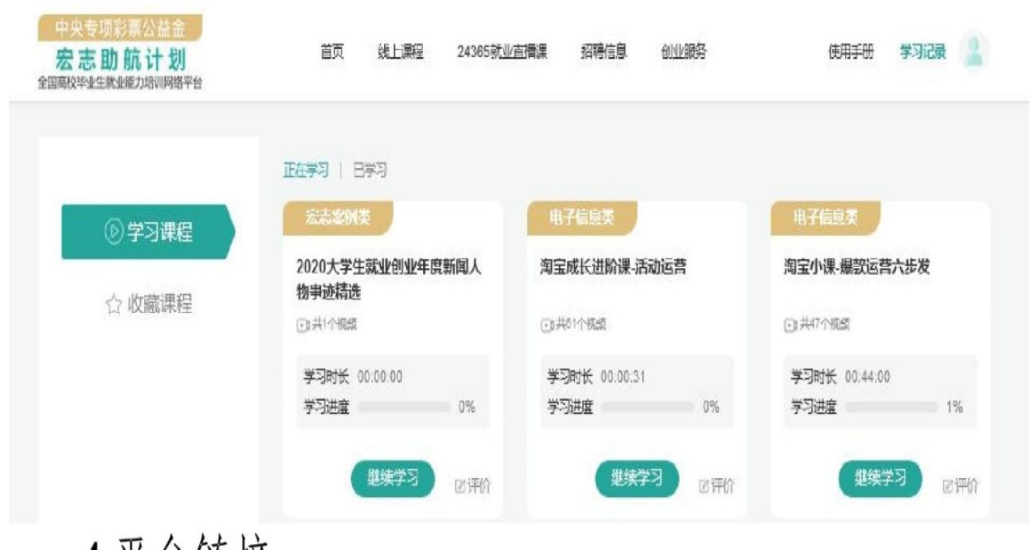 中央专项彩票公益金
宏志助航计划
全国高校毕业生就业能力培训网络平台
首页 线上课程 24365就业直播课 招聘信息 创业服务 使用手册 学习记录
正在学习 | 已学习
学习课程
收藏课程
宏志案例类
2020大学生就业创业年度新闻人
物事迹精选
共1个视频
学习时长 00:00:00
学习进度 0%
继续学习 评价
电子信息类
淘宝成长进阶课-活动运营
共61个视频
学习时长 00:00:31
学习进度 0%
继续学习 评价
电子信息类
淘宝小课-爆款运营六步发
共47个视频
学习时长 00:44:00
学习进度 1%
继续学习 评价